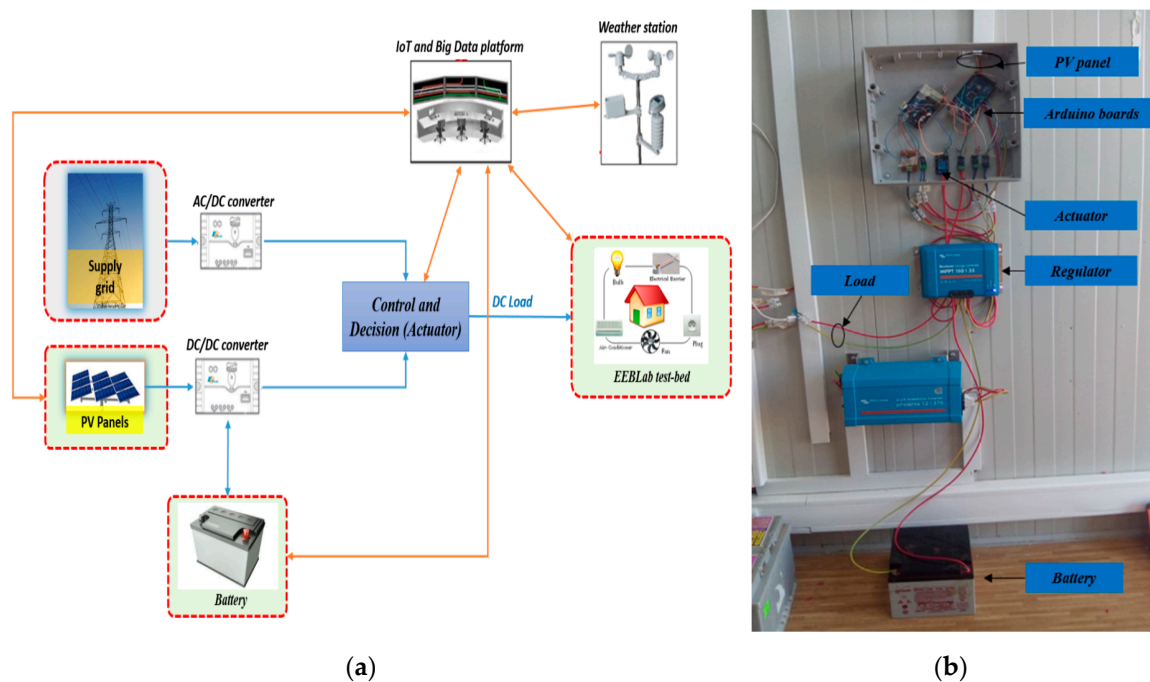 IoT and Big Data platform
Weather station
AC/DC converter
Supply
grid
Control and
Decision (Actuator)
DC Load
Bulb
Electrical Barrier
Air Conditioner
Fan
Plug
EEBLab test-bed
DC/DC converter
PV Panels
Battery
(a)
PV panel
Arduino boards
Actuator
Regulator
Load
Battery
(b)